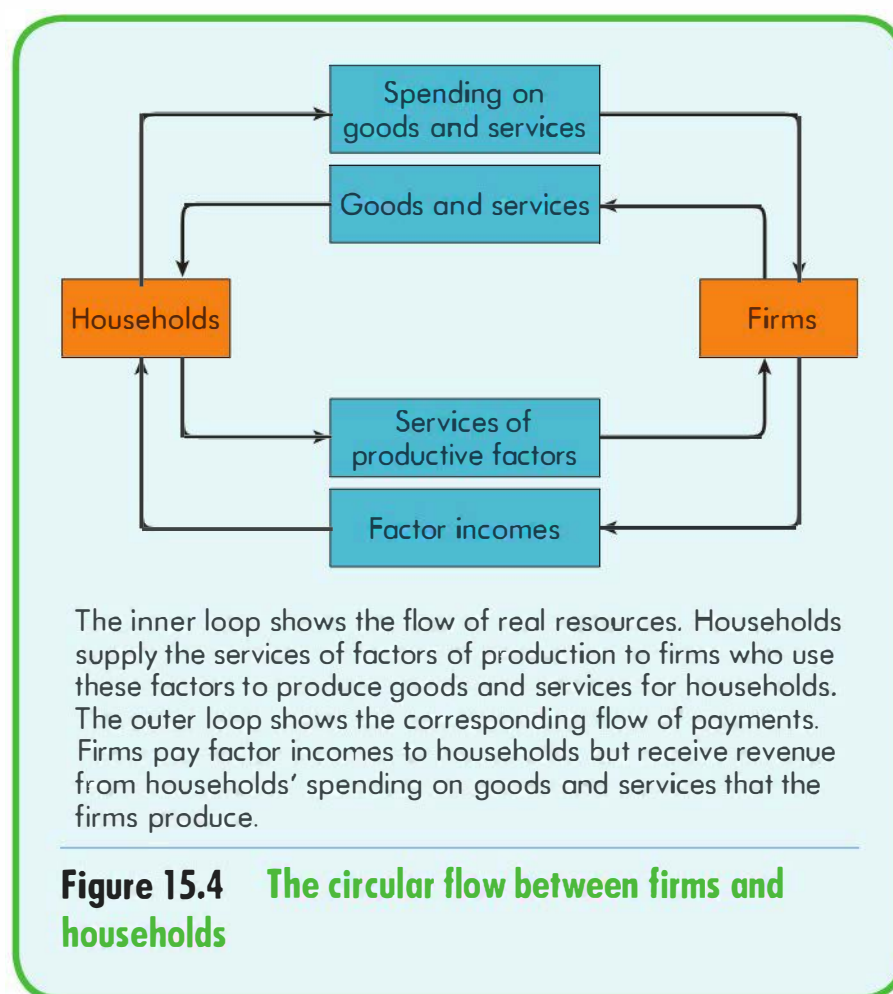 Spending on
goods and services
Goods and services
Households
Firms
Services of
productive factors
Factor incomes
The inner loop shows the flow of real resources. Households
supply the services of factors of production to firms who use
these factors to produce goods and services for households.
The outer loop shows the corresponding flow of payments.
Firms pay factor incomes to households but receive revenue
from households’ spending on goods and services that the
firms produce.
Figure 15.4 The circular flow between firms and
households